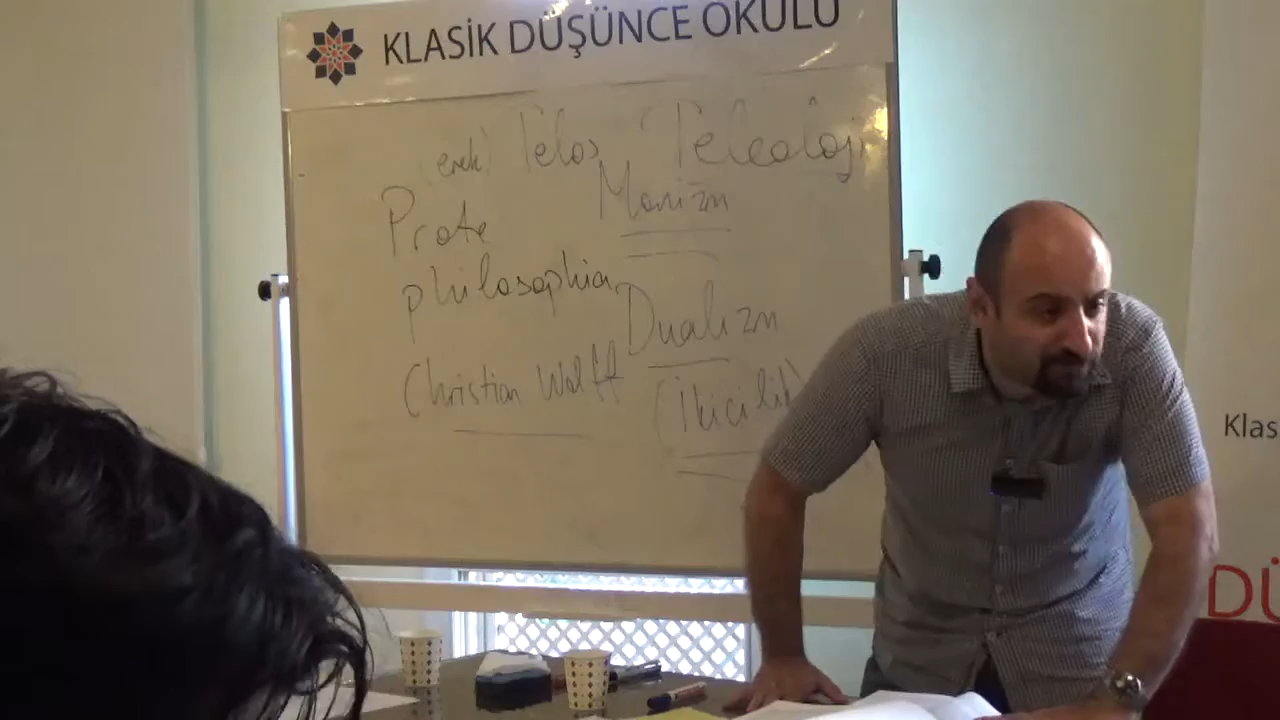 KLASİK DÜŞÜNCE OKULU
(erek) Telos Teleoloji
Monizm
Prote
philosophia
Dualizm
Christian Wolff
(İkicilik)
Klas
DÜ